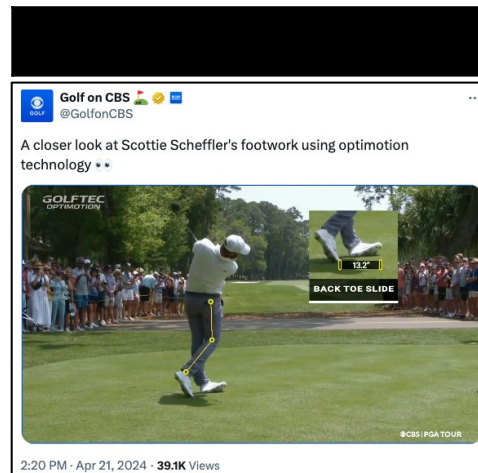 Golf on CBS
@GolfonCBS
GOLF
A closer look at Scottie Scheffler's footwork using optimotion
technology
GOLFTEC
OPTIMOTION
13.2"
BACK TOE SLIDE
©CBS | PGA TOUR
2:20 PM · Apr 21, 2024 · 39.1K Views